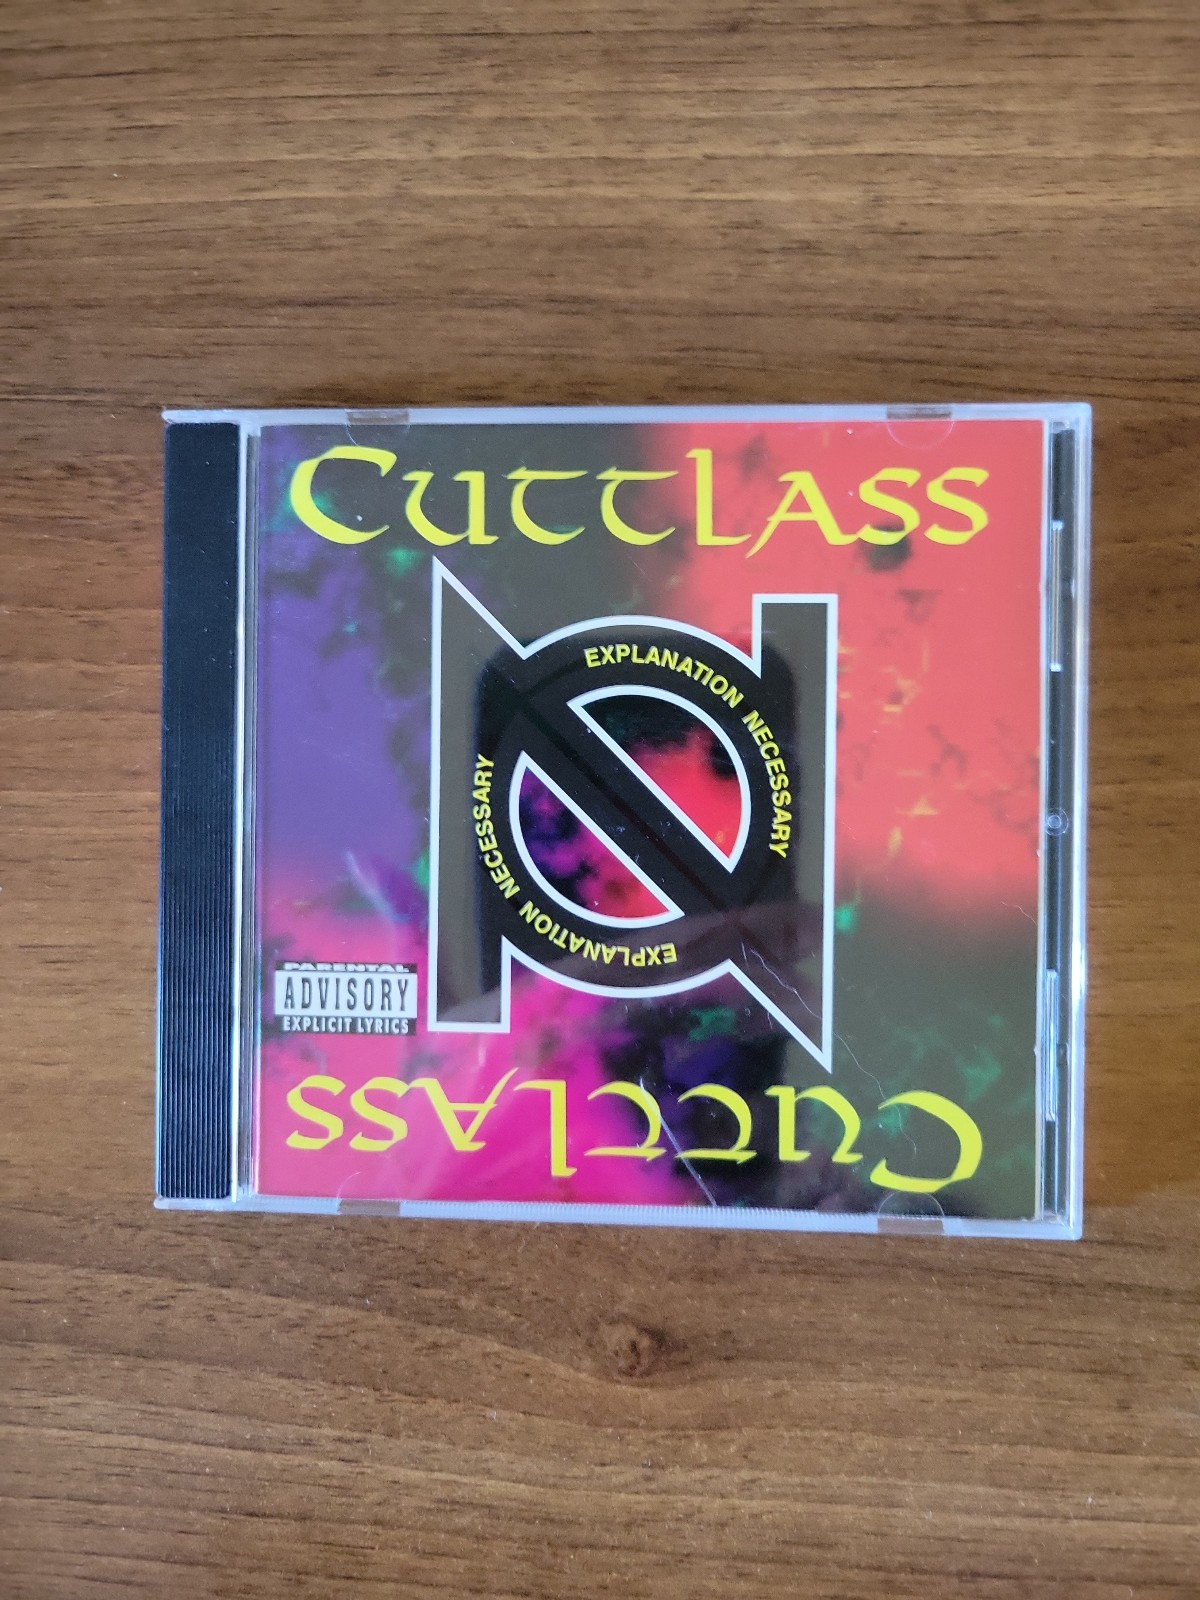 Cuttlass
EXPLANATION NECESSARY
EXPLANATION NECESSARY
PARENTAL
ADVISORY
EXPLICIT LYRICS
Cuttlass